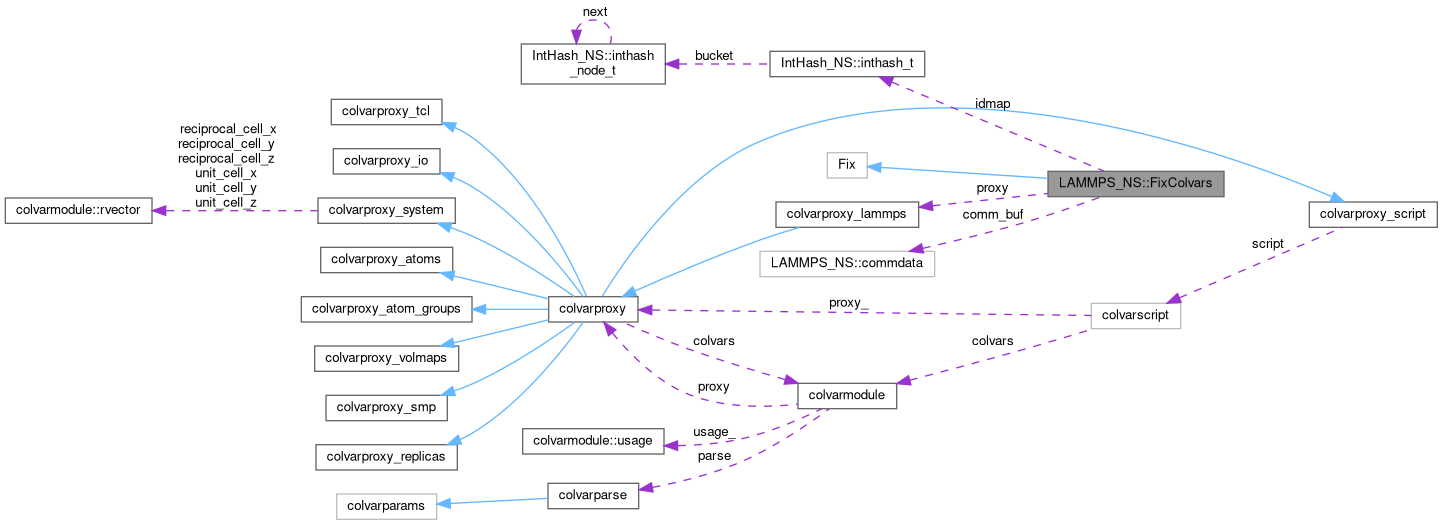 next
IntHash_NS::inthash
_node_t
bucket
IntHash_NS::inthash_t
idmap
colvarproxy_tcl
reciprocal_cell_x
reciprocal_cell_y
reciprocal_cell_z
unit_cell_x
unit_cell_y
unit_cell_z
colvarproxy_io
Fix
LAMMPS_NS::FixColvars
proxy
comm_buf
colvarmodule::rvector
colvarproxy_system
colvarproxy_lammps
colvarproxy_script
script
colvarproxy_atoms
LAMMPS_NS::commdata
colvarproxy_atom_groups
colvarproxy
proxy_
colvarscript
colvars
colvars
colvarproxy_volmaps
proxy
colvarmodule
colvarproxy_smp
usage_
colvarmodule::usage
parse
colvarproxy_replicas
colvarparse
colvarparams